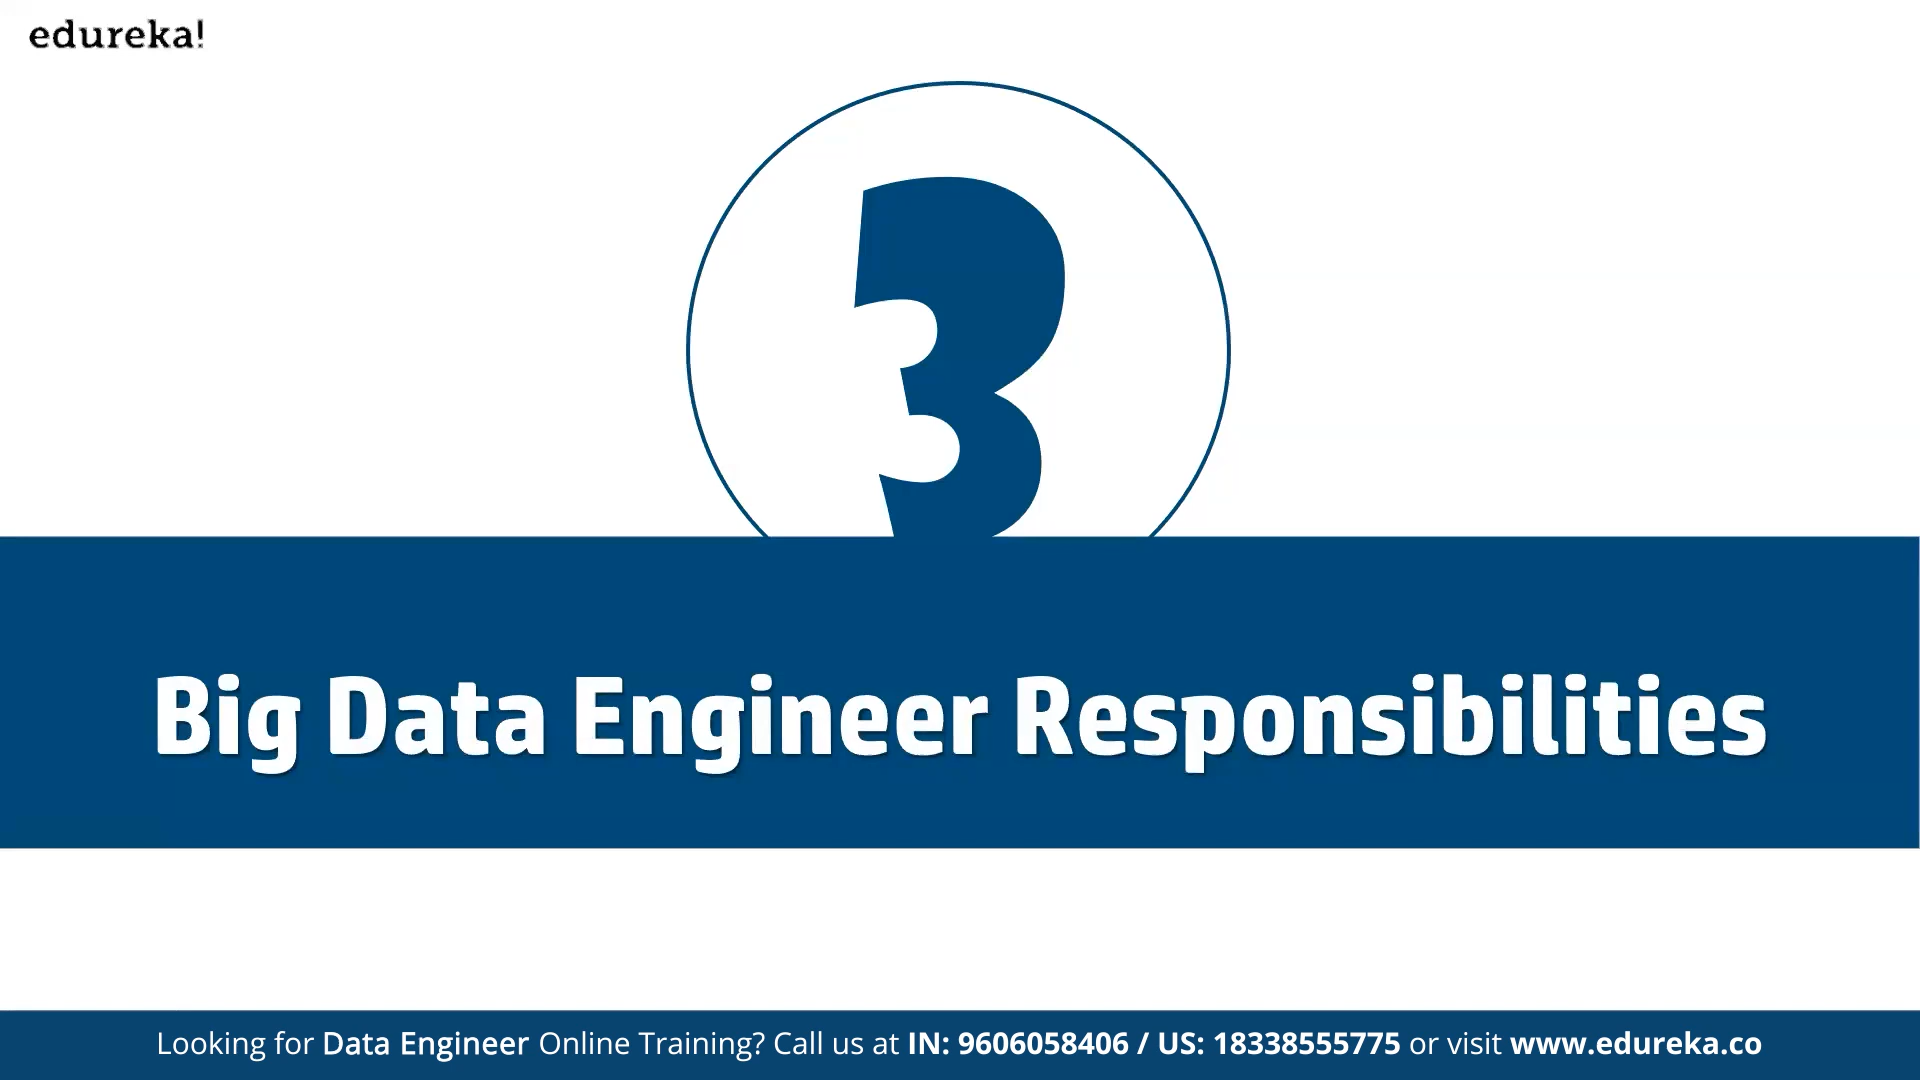 edureka!
3
Big Data Engineer Responsibilities
Looking for Data Engineer Online Training? Call us at IN: 9606058406 / US: 18338555775 or visit www.edureka.co